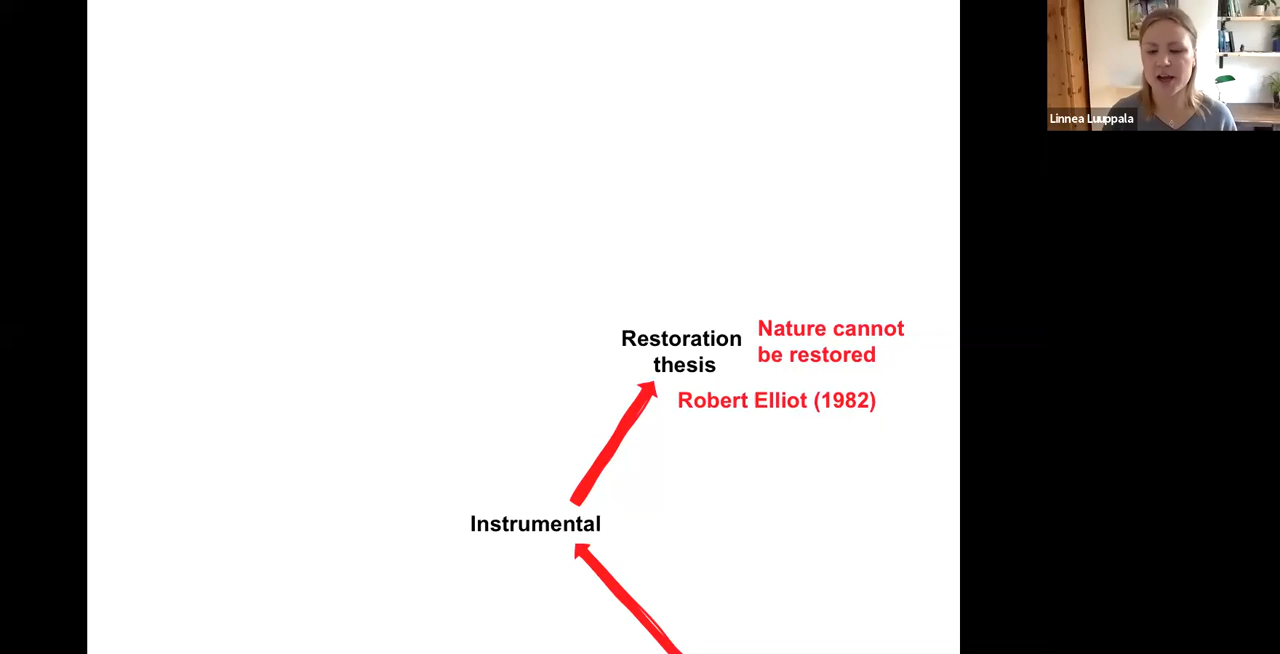 Linnea Luuppala
Restoration
thesis
Nature cannot
be restored
Robert Elliot (1982)
Instrumental